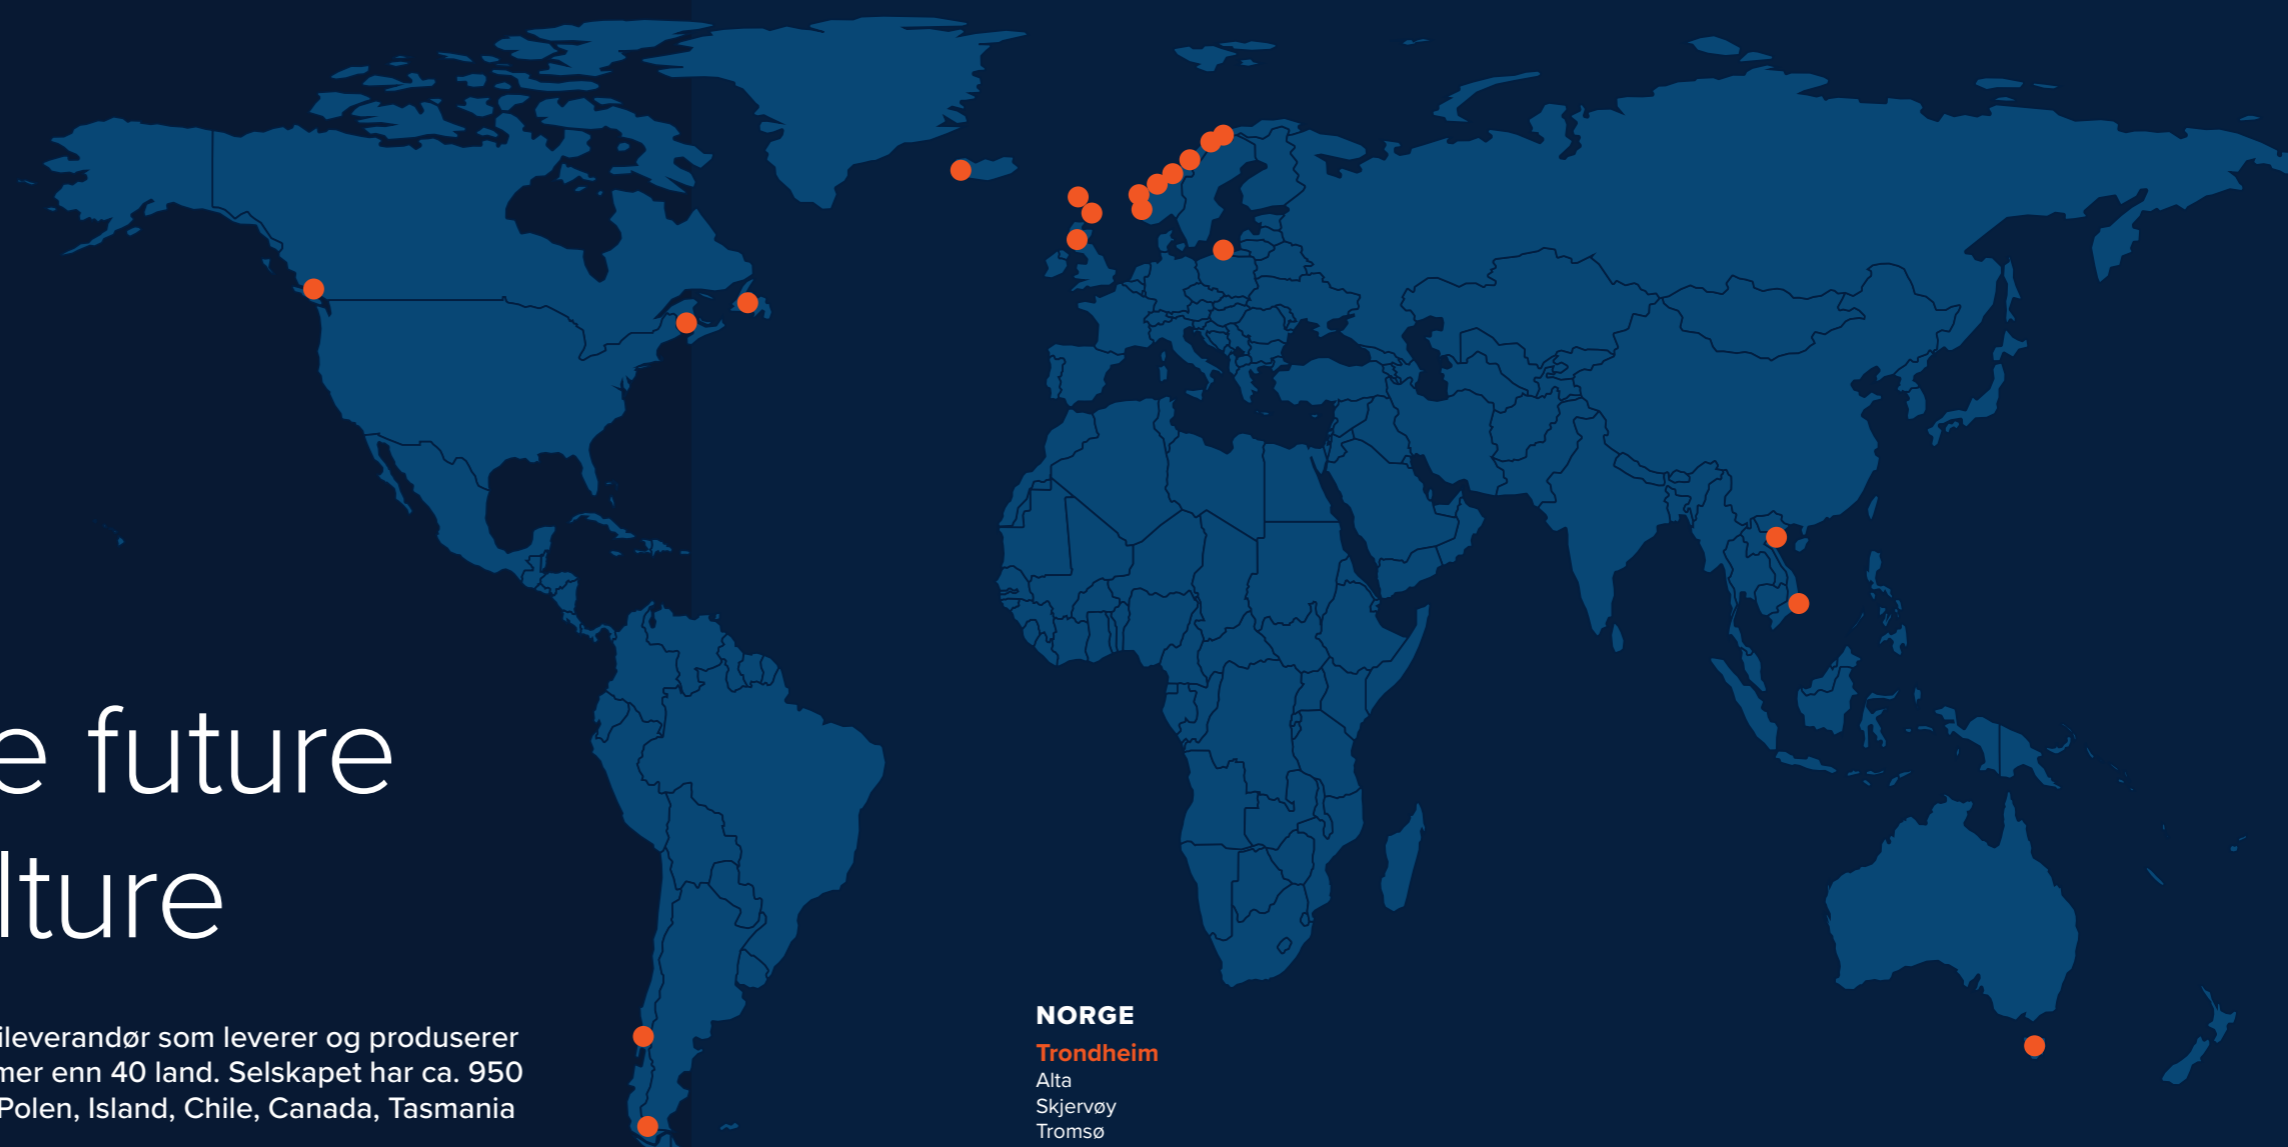 e future
lture
ileverandør som leverer og produserer
mer enn 40 land. Selskapet har ca. 950
Polen, Island, Chile, Canada, Tasmania
NORGE
Trondheim
Alta
Skjervøy
Tromsø